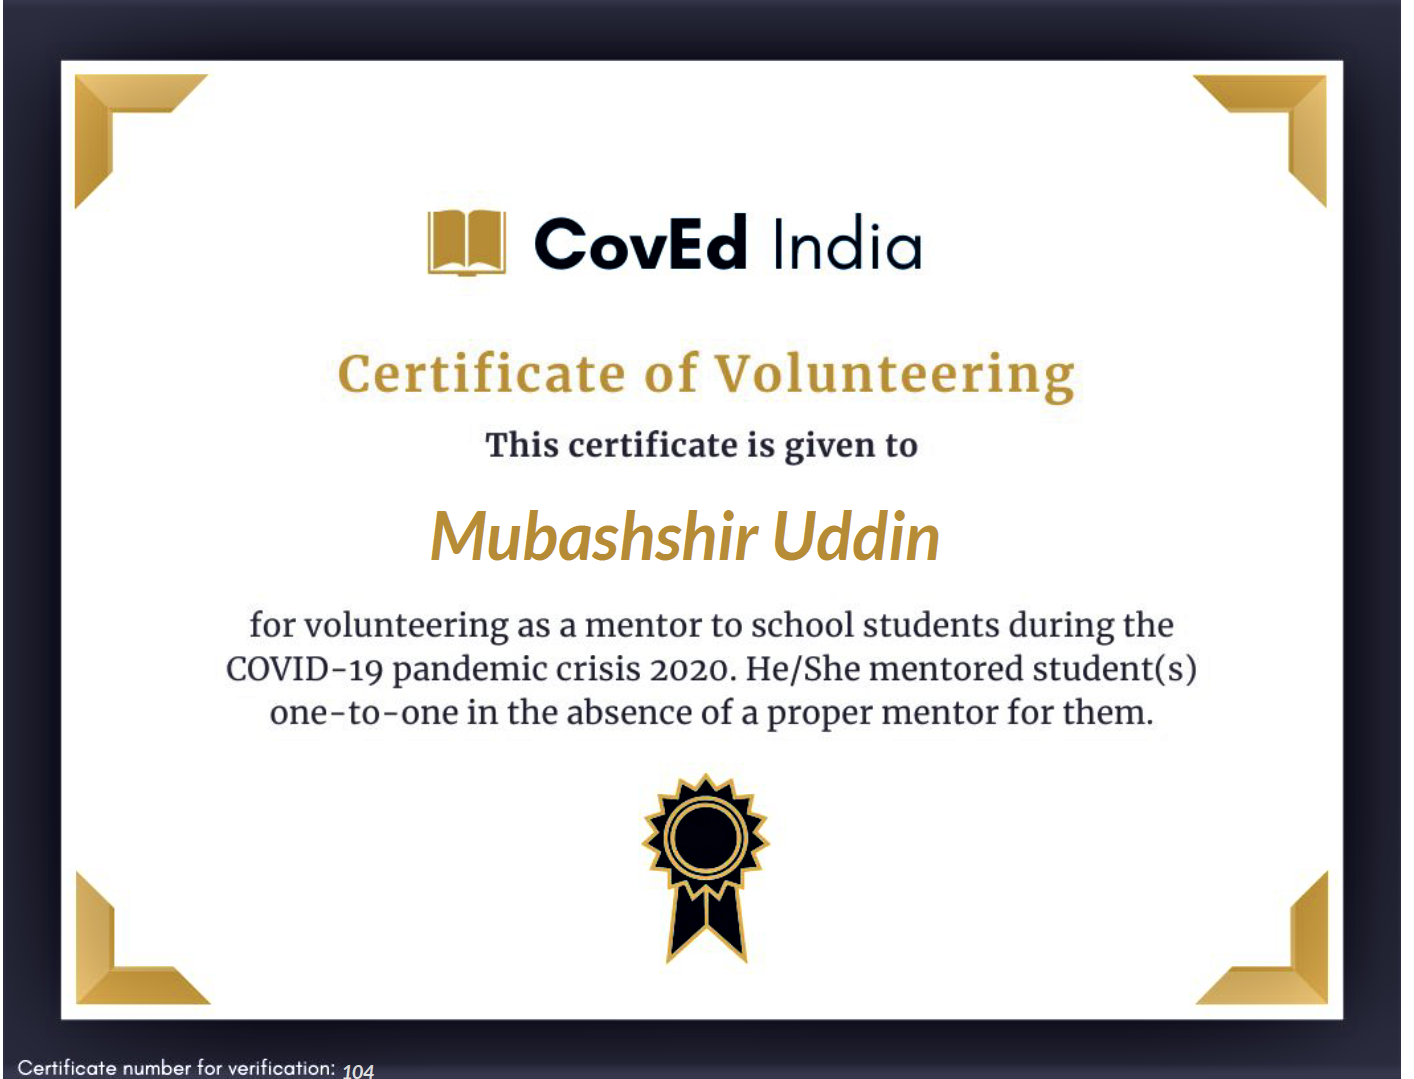 CovEd India
Certificate of Volunteering
This certificate is given to
Mubashshir Uddin
for volunteering as a mentor to school students during the
COVID-19 pandemic crisis 2020. He/She mentored student(s)
one-to-one in the absence of a proper mentor for them.
Certificate number for verification: 104